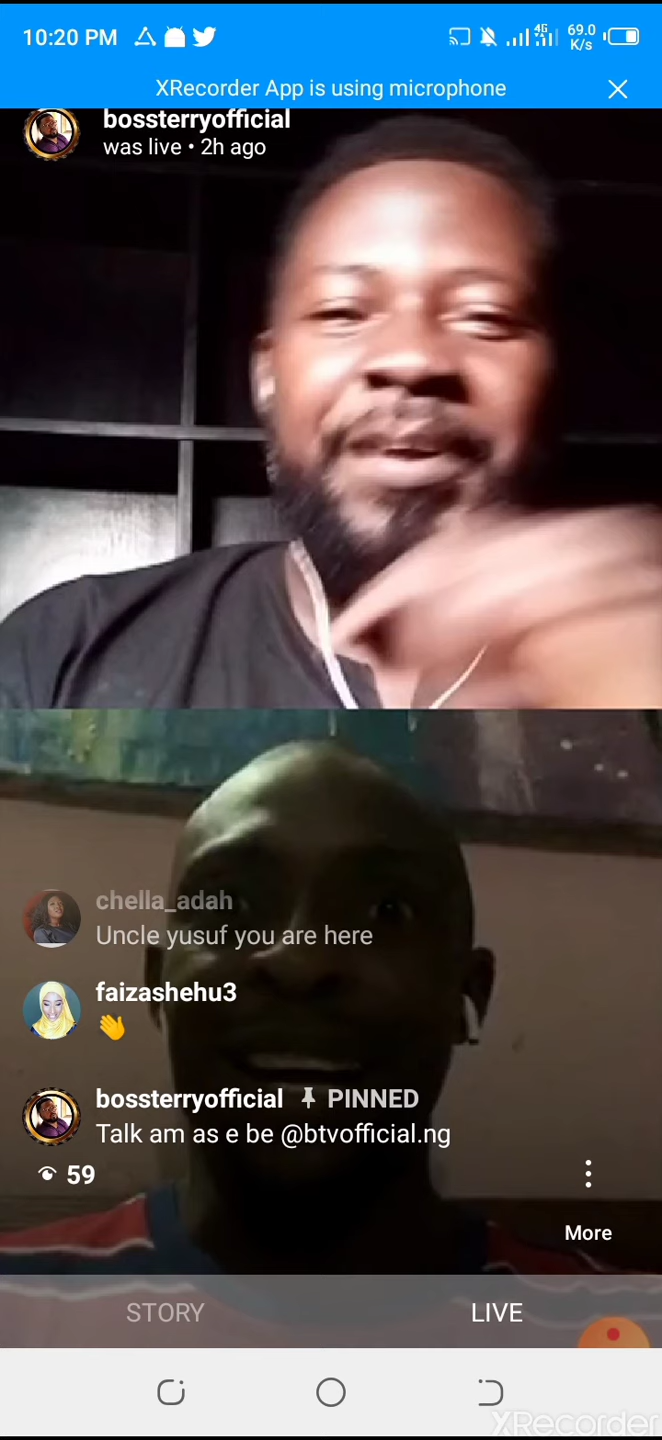 10:20 PM
4G
69.0
K/s
XRecorder App is using microphone
bossterryofficial
was live • 2h ago
chella_adah
Uncle yusuf you are here
faizashehu3
👋
bossterryofficial PINNED
Talk am as e be @btvofficial.ng
59
More
STORY
LIVE
XRecorder